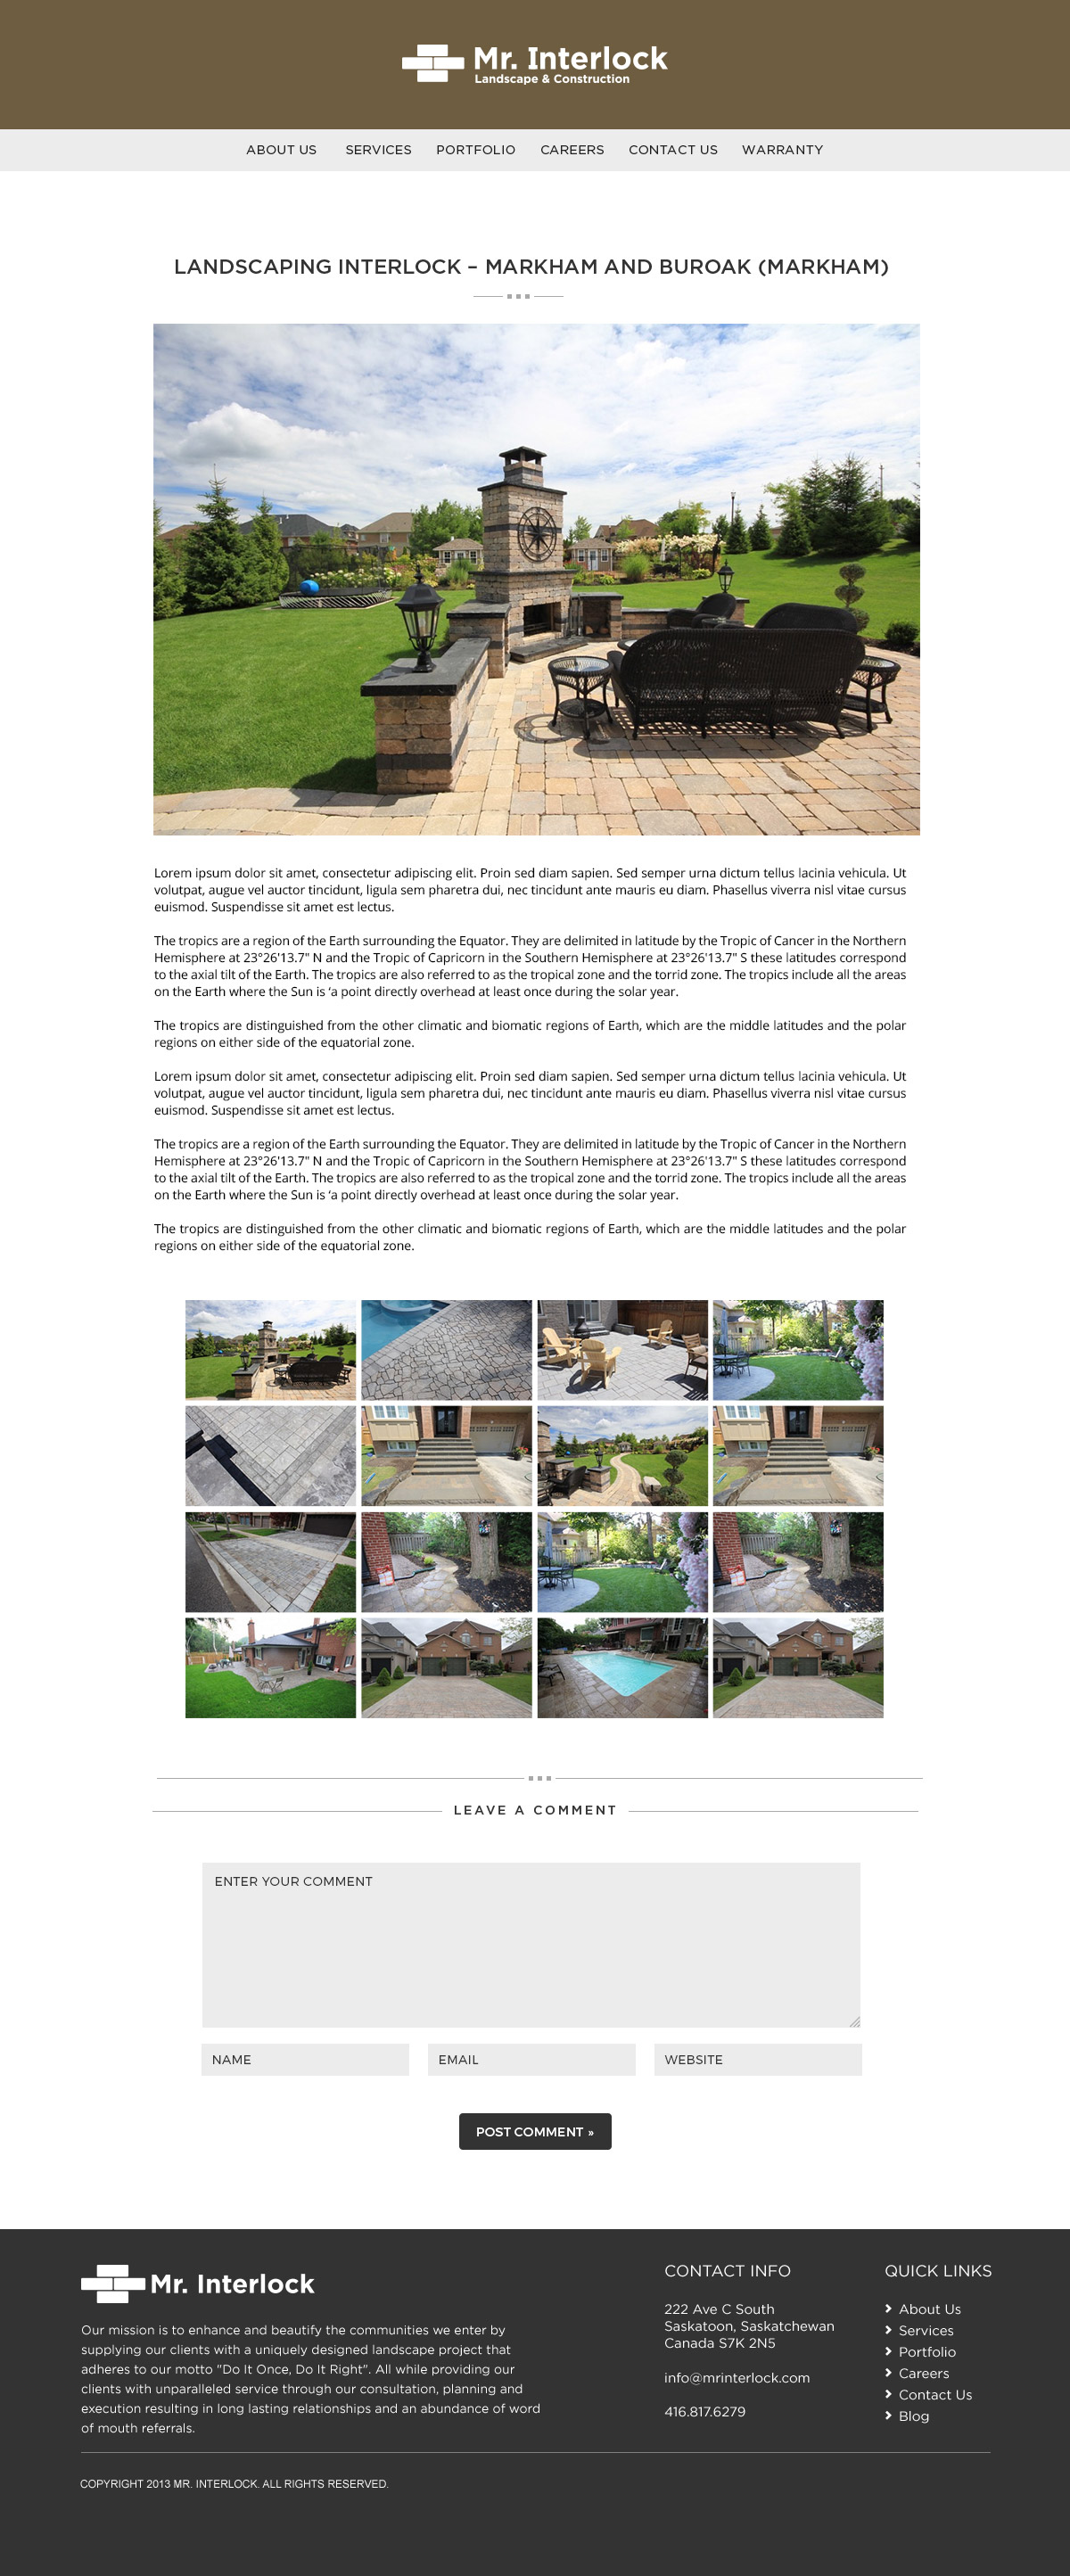 Mr. Interlock
Landscape & Construction
ABOUT US SERVICES PORTFOLIO CAREERS CONTACT US WARRANTY
LANDSCAPING INTERLOCK – MARKHAM AND BUROAK (MARKHAM)
Lorem ipsum dolor sit amet, consectetur adipiscing elit. Proin sed diam sapien. Sed semper urna dictum tellus lacinia vehicula. Ut
volutpat, augue vel auctor tincidunt, ligula sem pharetra dui, nec tincidunt ante mauris eu diam. Phasellus viverra nisl vitae cursus
euismod. Suspendisse sit amet est lectus.
The tropics are a region of the Earth surrounding the Equator. They are delimited in latitude by the Tropic of Cancer in the Northern
Hemisphere at 23°26'13.7" N and the Tropic of Capricorn in the Southern Hemisphere at 23°26'13.7" S these latitudes correspond
to the axial tilt of the Earth. The tropics are also referred to as the tropical zone and the torrid zone. The tropics include all the areas
on the Earth where the Sun is ‘a point directly overhead at least once during the solar year.
The tropics are distinguished from the other climatic and biomatic regions of Earth, which are the middle latitudes and the polar
regions on either side of the equatorial zone.
Lorem ipsum dolor sit amet, consectetur adipiscing elit. Proin sed diam sapien. Sed semper urna dictum tellus lacinia vehicula. Ut
volutpat, augue vel auctor tincidunt, ligula sem pharetra dui, nec tincidunt ante mauris eu diam. Phasellus viverra nisl vitae cursus
euismod. Suspendisse sit amet est lectus.
The tropics are a region of the Earth surrounding the Equator. They are delimited in latitude by the Tropic of Cancer in the Northern
Hemisphere at 23°26'13.7" N and the Tropic of Capricorn in the Southern Hemisphere at 23°26'13.7" S these latitudes correspond
to the axial tilt of the Earth. The tropics are also referred to as the tropical zone and the torrid zone. The tropics include all the areas
on the Earth where the Sun is ‘a point directly overhead at least once during the solar year.
The tropics are distinguished from the other climatic and biomatic regions of Earth, which are the middle latitudes and the polar
regions on either side of the equatorial zone.
LEAVE A COMMENT
ENTER YOUR COMMENT
NAME EMAIL WEBSITE
POST COMMENT »
Mr. Interlock
Our mission is to enhance and beautify the communities we enter by
supplying our clients with a uniquely designed landscape project that
adheres to our motto "Do It Once, Do It Right". All while providing our
clients with unparalleled service through our consultation, planning and
execution resulting in long lasting relationships and an abundance of word
of mouth referrals.
CONTACT INFO
222 Ave C South
Saskatoon, Saskatchewan
Canada S7K 2N5
info@mrinterlock.com
416.817.6279
QUICK LINKS
About Us
Services
Portfolio
Careers
Contact Us
Blog
COPYRIGHT 2013 MR. INTERLOCK. ALL RIGHTS RESERVED.